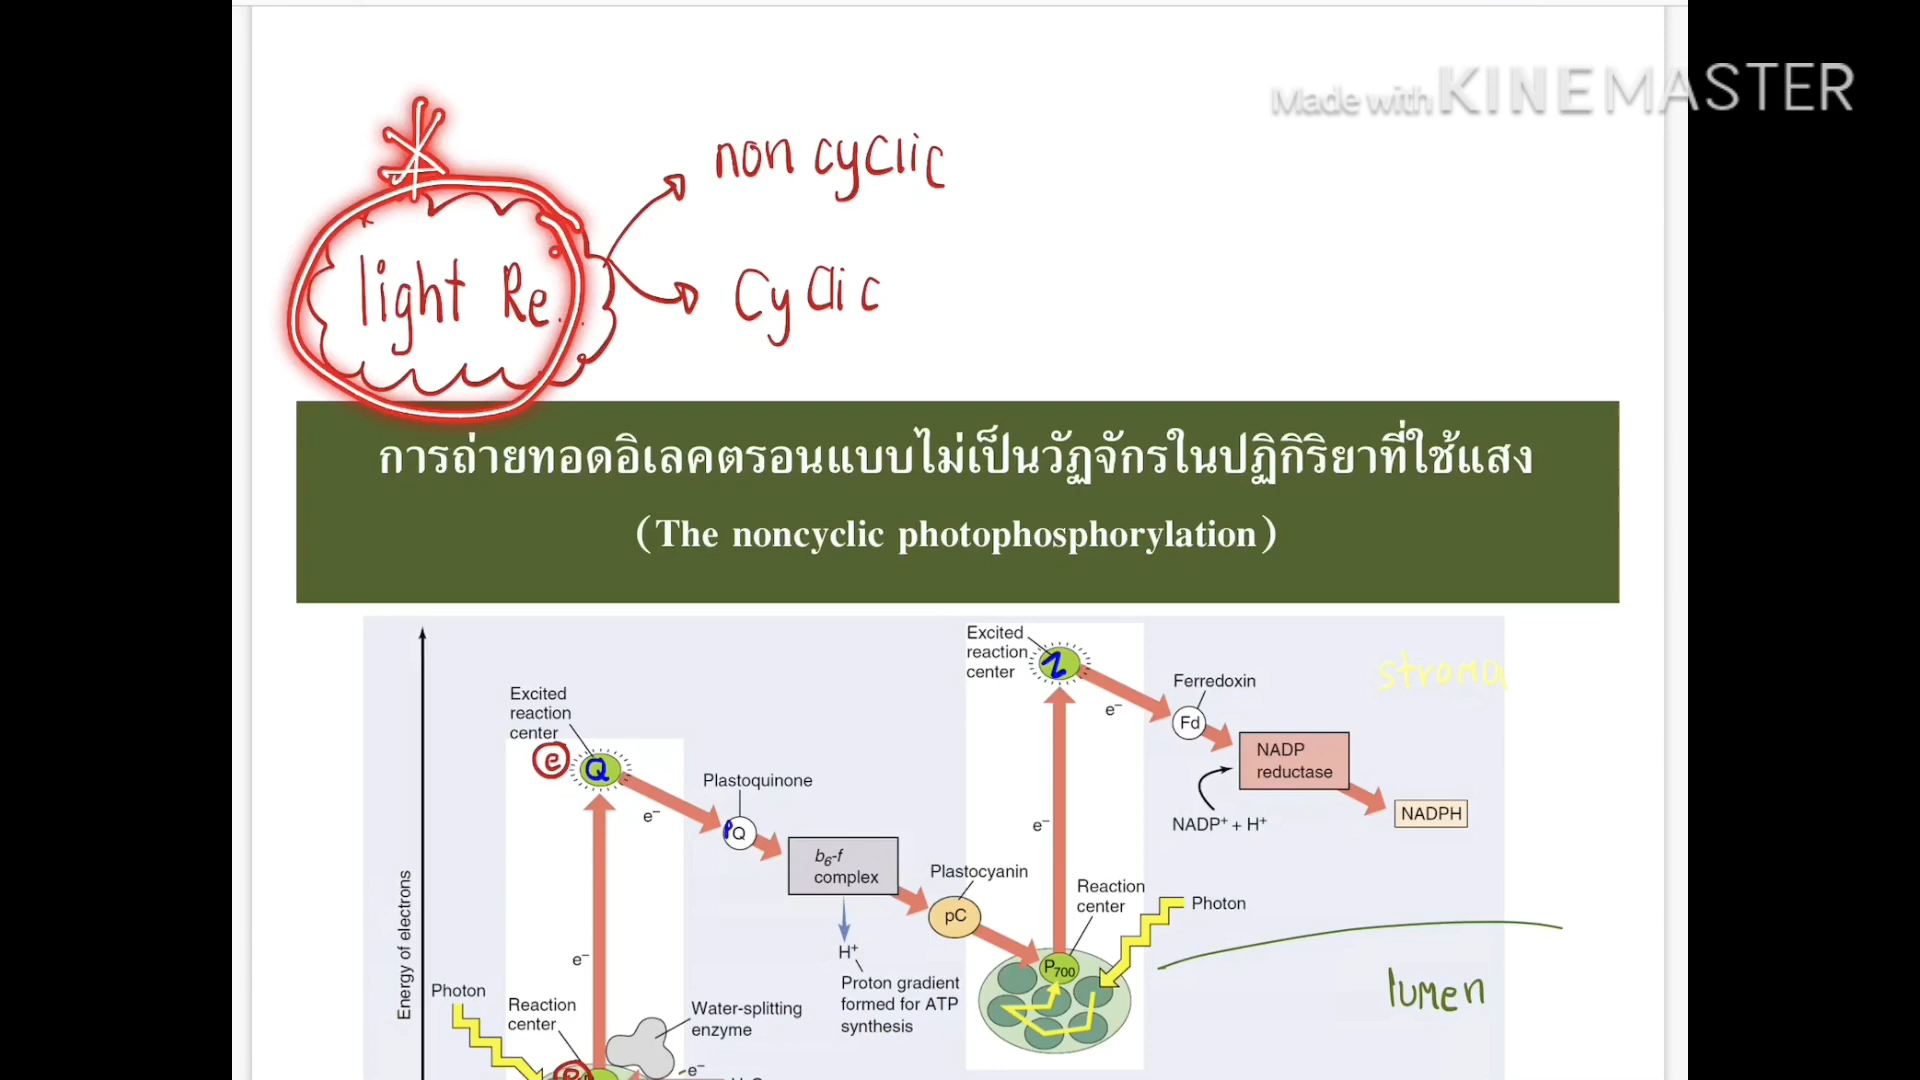 Made with KINEMASTER
non cyclic
light Re..
Cyclic
การถ่ายทอดอิเลคตรอนแบบไม่เป็นวัฏจักรในปฏิกิริยาที่ใช้แสง
(The noncyclic photophosphorylation)
Excited
reaction
center
Z
stroma
Ferredoxin
e⁻
Fd
Excited
reaction
center
e
Q
NADP
reductase
Plastoquinone
e⁻
PQ
NADP⁺ + H⁺
NADPH
e⁻
b₆-f
complex
Plastocyanin
pC
Reaction
center
Photon
Energy of electrons
e⁻
H⁺
P₇₀₀
Proton gradient
formed for ATP
synthesis
lumen
Photon
Reaction
center
Water-splitting
enzyme
e⁻